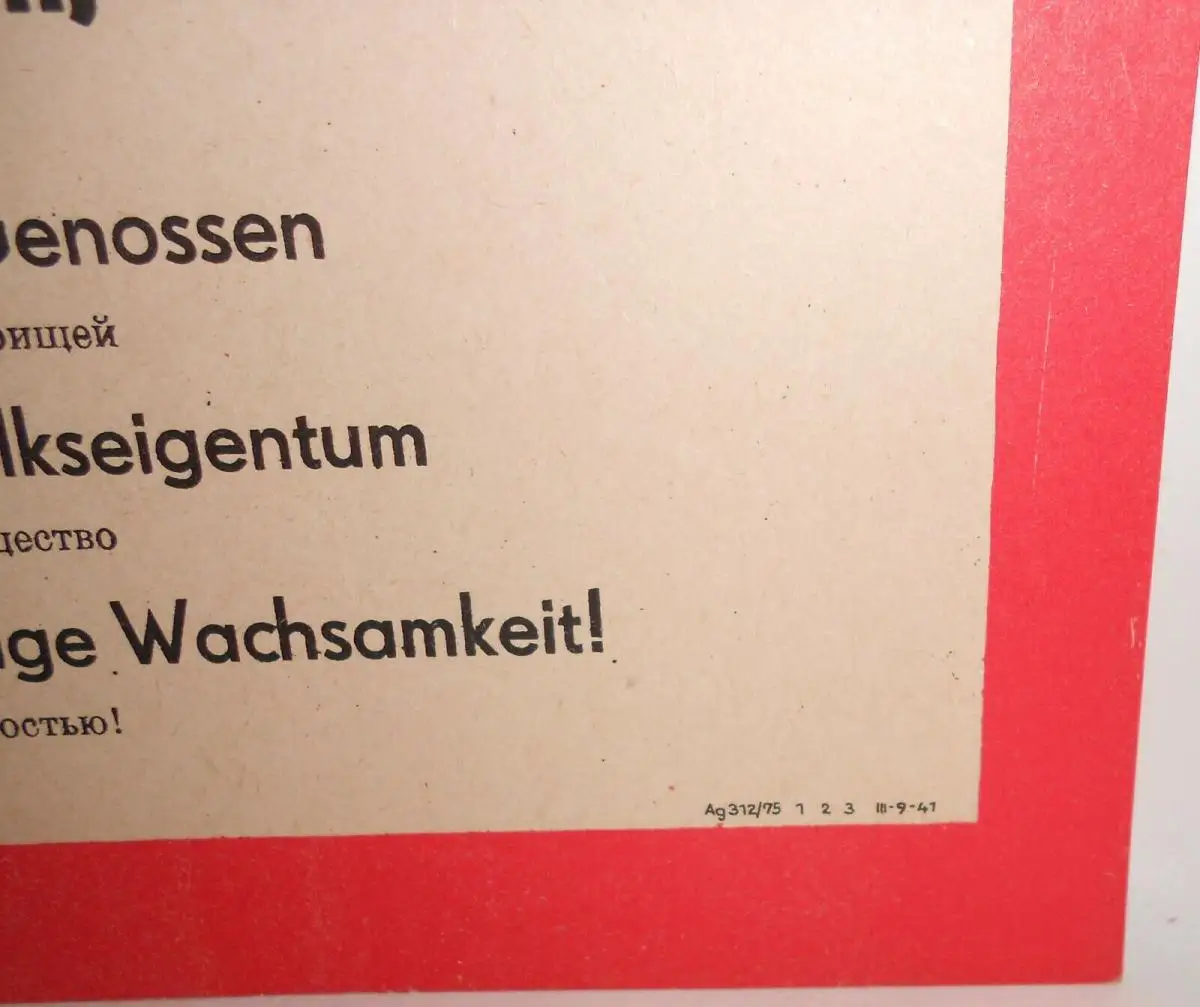 enossen
рищей
lkseigentum
щество
ge Wachsamkeit!
остью!
Ag 312/75 1 2 3 III-9-41